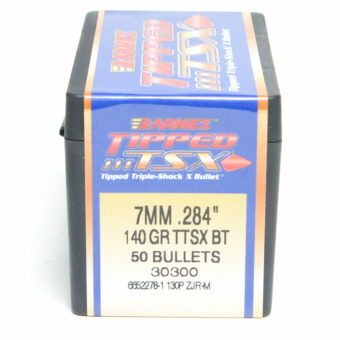 BARNES
TIPPED
TSX
Tipped Triple-Shock X Bullet
BARNES
TIPPED
TSX
Tipped Triple-Shock X Bullet™
7MM .284"
140 GR TTSX BT
50 BULLETS
30300
6652278-1 130P ZJR-M